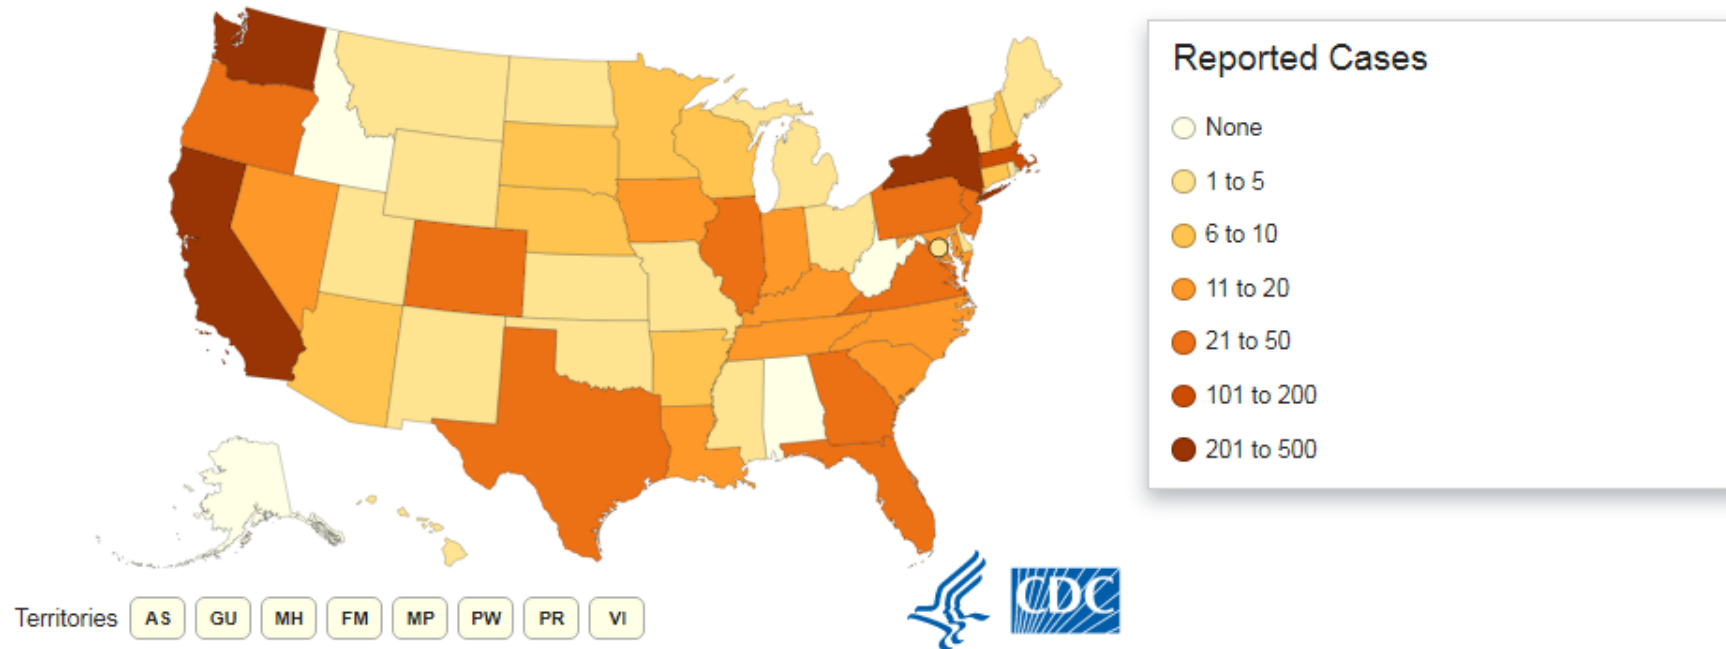 Reported Cases
None
1 to 5
6 to 10
11 to 20
21 to 50
101 to 200
201 to 500
Territories AS GU MH FM MP PW PR VI
CDC